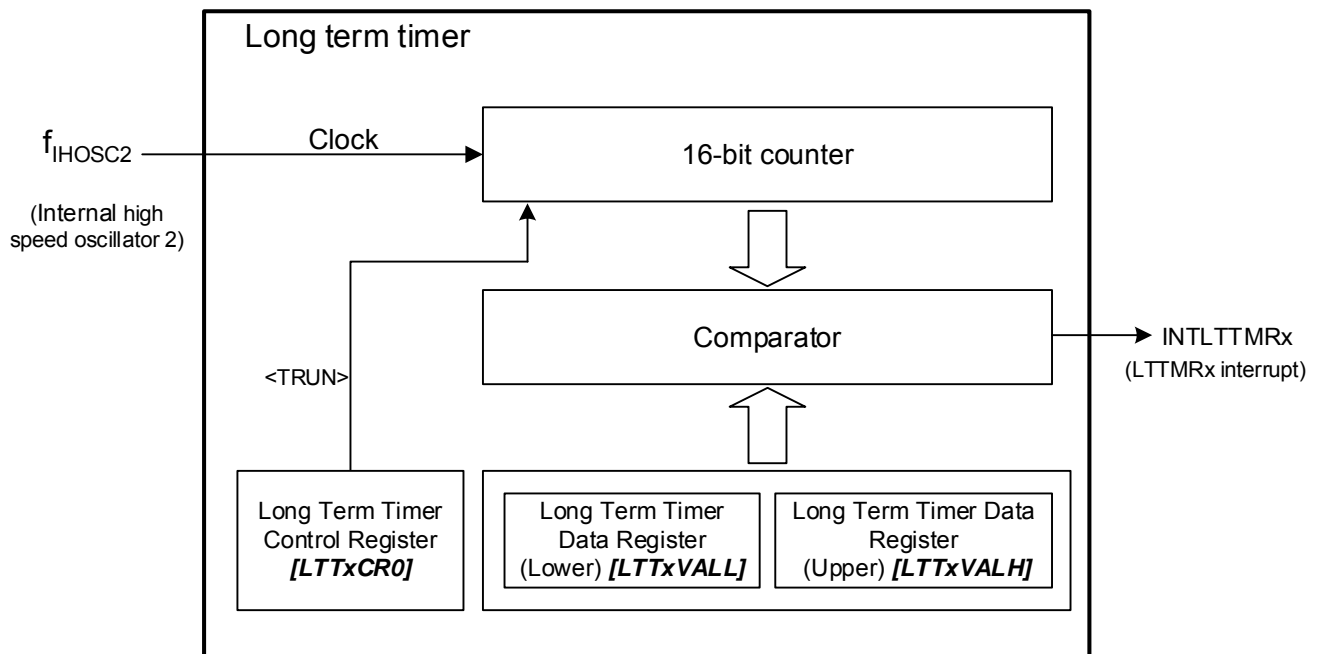 Long term timer
fIHOSC2
(Internal high
speed oscillator 2)
Clock
16-bit counter
Comparator
INTLTTMRx
(LTTMRx interrupt)
<TRUN>
Long Term Timer
Control Register
[LTTxCR0]
Long Term Timer
Data Register
(Lower) [LTTxVALL]
Long Term Timer Data
Register
(Upper) [LTTxVALH]